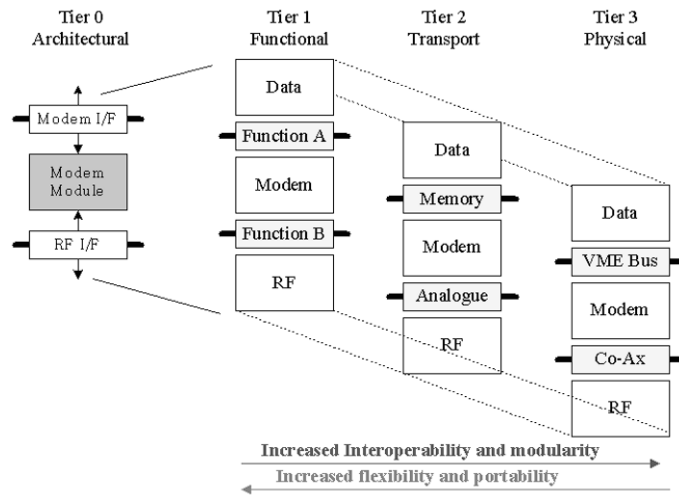 Tier 0
Architectural
Tier 1
Functional
Tier 2
Transport
Tier 3
Physical
Modem I/F
Modem
Module
RF I/F
Data
Function A
Modem
Function B
RF
Data
Memory
Modem
Analogue
RF
Data
VME Bus
Modem
Co-Ax
RF
Increased Interoperability and modularity
Increased flexibility and portability